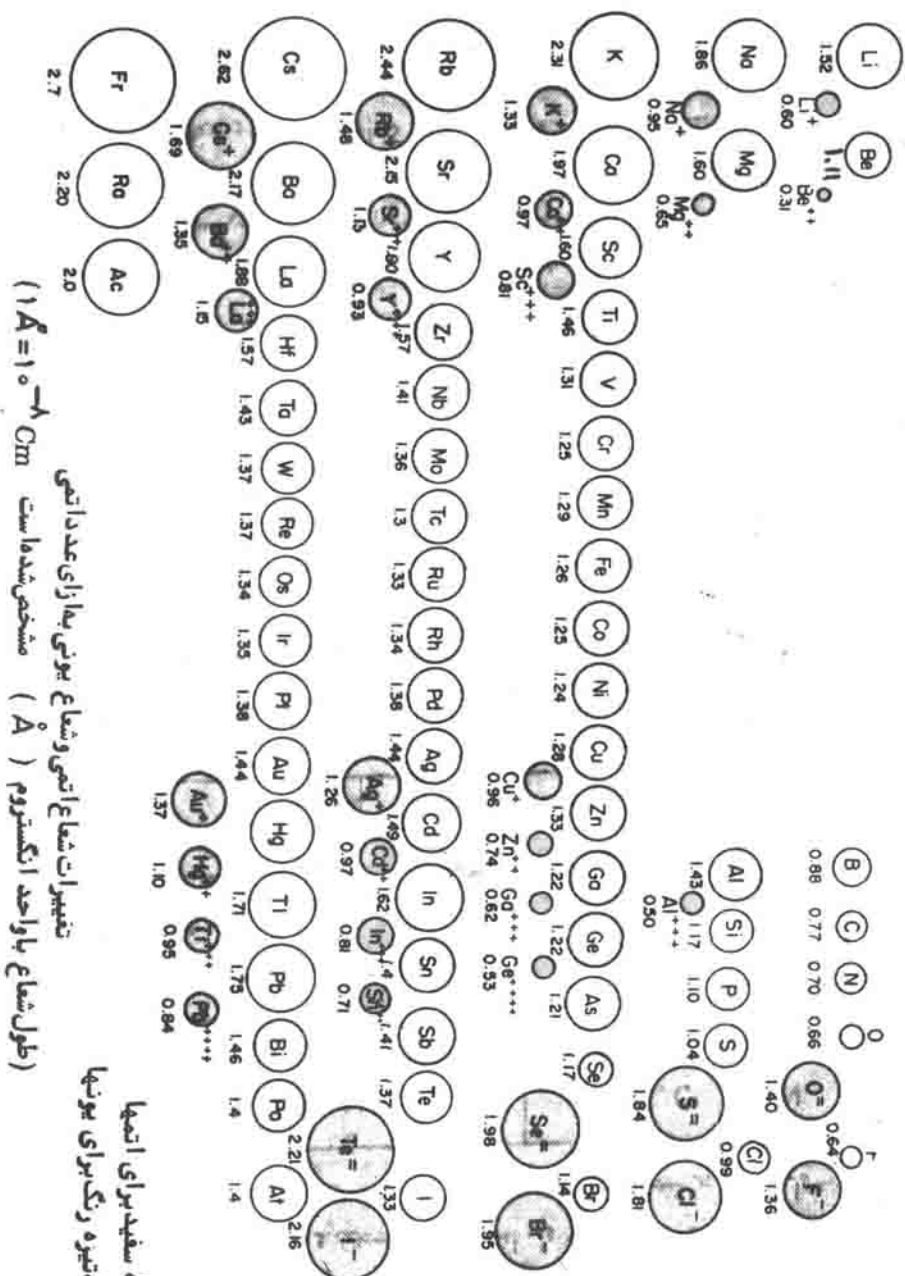 Li Be B C N O F
1.52 1.11 0.88 0.77 0.70 0.66 0.64
Li+ Be++ O= F-
0.60 0.31 1.40 1.36
Na Mg Al Si P S Cl
1.86 1.60 1.43 1.17 1.10 1.04 0.99
Na+ Mg++ Al+++ S= Cl-
0.95 0.65 0.50 1.84 1.81
K Ca Sc Ti V Cr Mn Fe Co Ni Cu Zn Ga Ge As Se Br
2.31 1.97 1.60 1.46 1.31 1.25 1.29 1.26 1.25 1.24 1.28 1.33 1.22 1.22 1.21 1.17 1.14
K+ Sc+++ Cu+ Zn++ Ga+++ Ge++++ Se= Br-
1.33 0.97 0.81 0.96 0.74 0.62 0.53 1.98 1.95
Rb Sr Y Zr Nb Mo Tc Ru Rh Pd Ag Cd In Sn Sb Te I
2.44 2.15 1.80 1.57 1.41 1.36 1.3 1.33 1.34 1.38 1.44 1.49 1.62 1.4 1.41 1.37 1.33
Rb+ Ag+ Te= I-
1.48 1.13 0.93 1.26 0.97 0.81 0.71 2.21 2.16
Cs Ba La Hf Ta W Re Os Ir Pt Au Hg Tl Pb Bi Po At
2.62 2.17 1.88 1.57 1.43 1.37 1.37 1.34 1.35 1.38 1.44 1.71 1.75 1.46 1.4 1.4
Cs+ Ba++ Au+ Hg++
1.69 1.35 1.15 1.37 1.10 0.95 0.84
Fr Ra Ac
2.7 2.20 2.0
سفید برای اتمها
تیره رنگ برای یونها
تغییرات شعاع اتمی و شعاع یونی به ازای عدد اتمی
(طول شعاع با واحد انگستروم ( Å ) مشخص شده است ۱Å=۱۰⁻⁸ Cm)